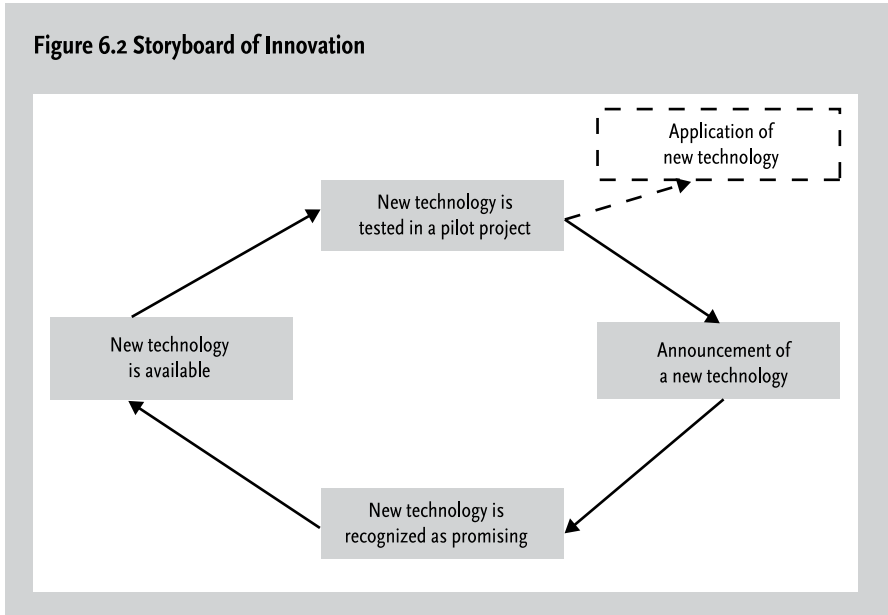 Figure 6.2 Storyboard of Innovation
Application of
new technology
New technology is
tested in a pilot project
New technology
is available
Announcement of
a new technology
New technology is
recognized as promising